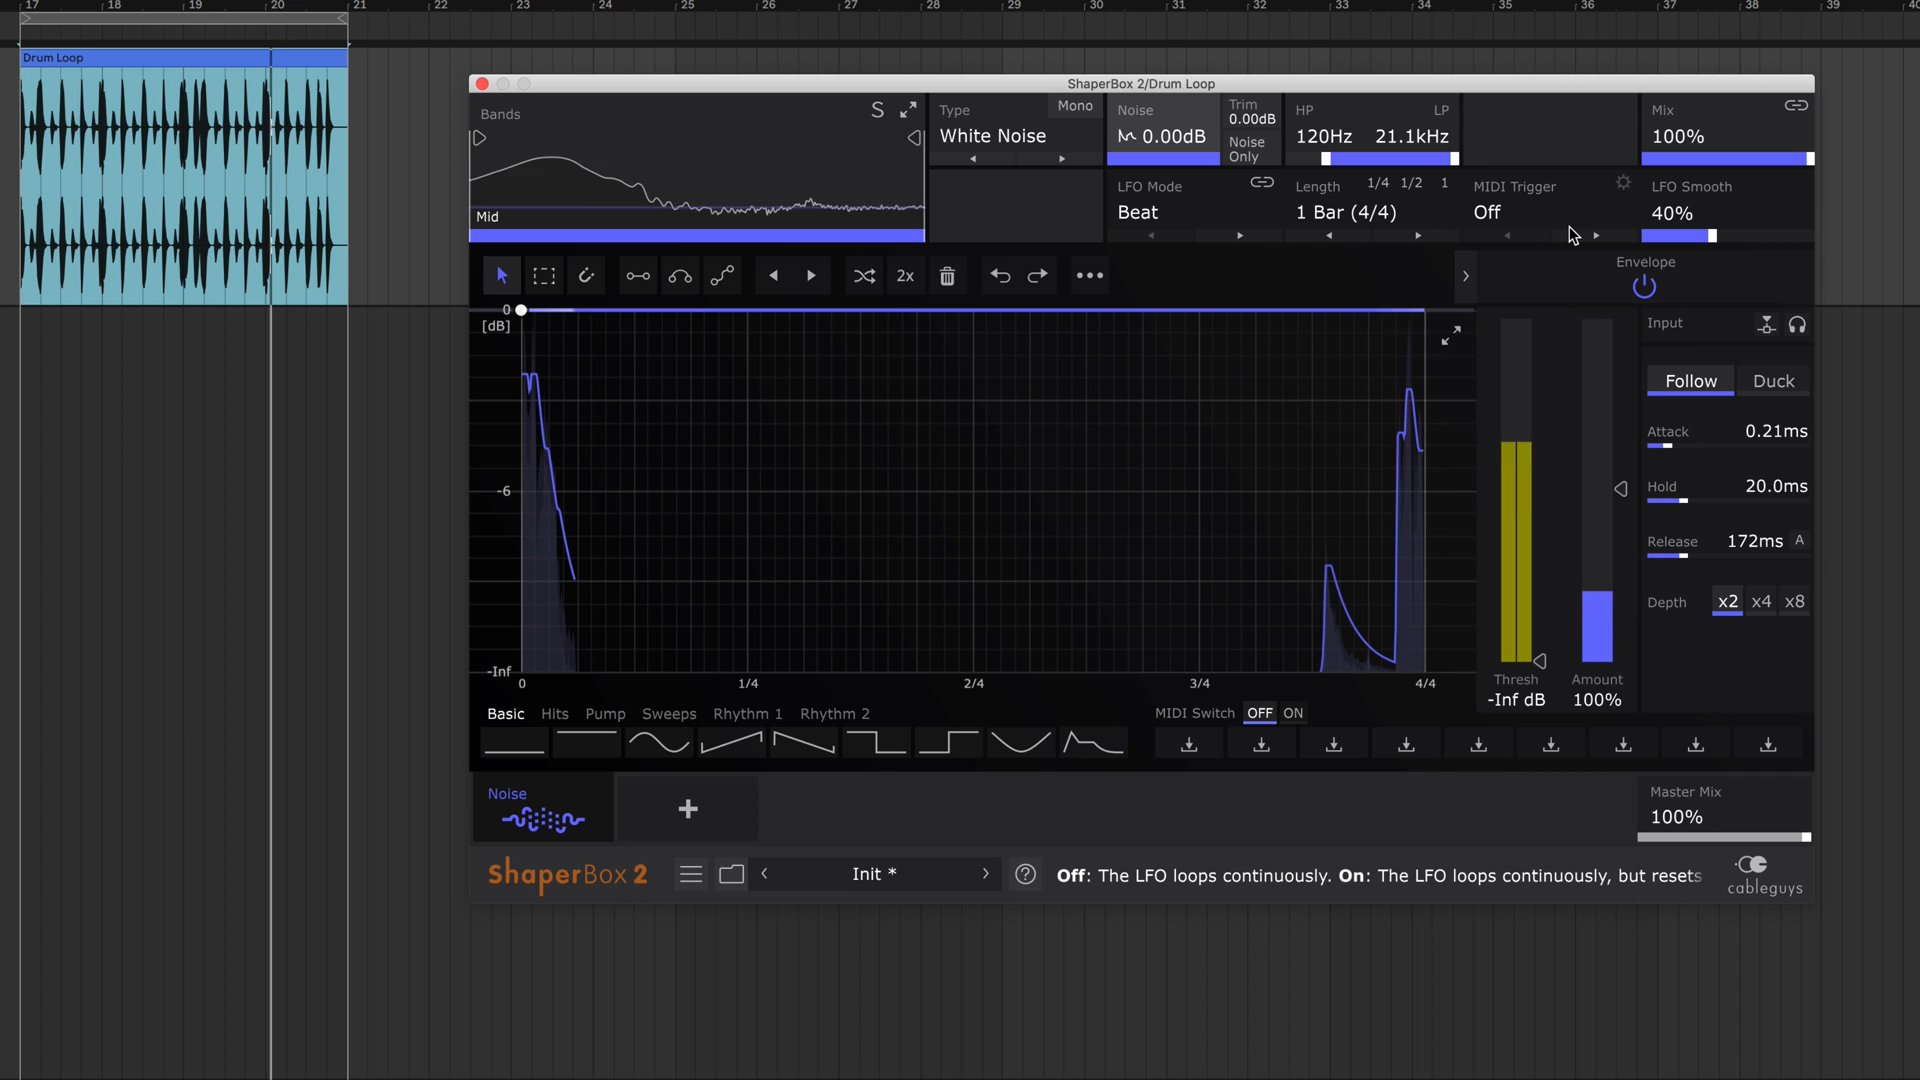 17 18 19 20 21 22 23 24 25 26 27 28 29 30 31 32 33 34 35 36 37 38 39 40
Drum Loop
ShaperBox 2/Drum Loop
Bands S
Mid
Type Mono
White Noise
Noise
0.00dB
Trim
0.00dB
Noise
Only
HP LP
120Hz 21.1kHz
Mix
100%
LFO Mode
Beat
Length 1/4 1/2 1
1 Bar (4/4)
MIDI Trigger
Off
LFO Smooth
40%
2x
Envelope
0
[dB]
-6
-Inf
0 1/4 2/4 3/4 4/4
Input
Follow Duck
Attack 0.21ms
Hold 20.0ms
Release 172ms A
Depth x2 x4 x8
Thresh Amount
-Inf dB 100%
Basic Hits Pump Sweeps Rhythm 1 Rhythm 2
MIDI Switch OFF ON
Noise
+
Master Mix
100%
ShaperBox 2
Init *
?
Off: The LFO loops continuously. On: The LFO loops continuously, but resets
cableguys